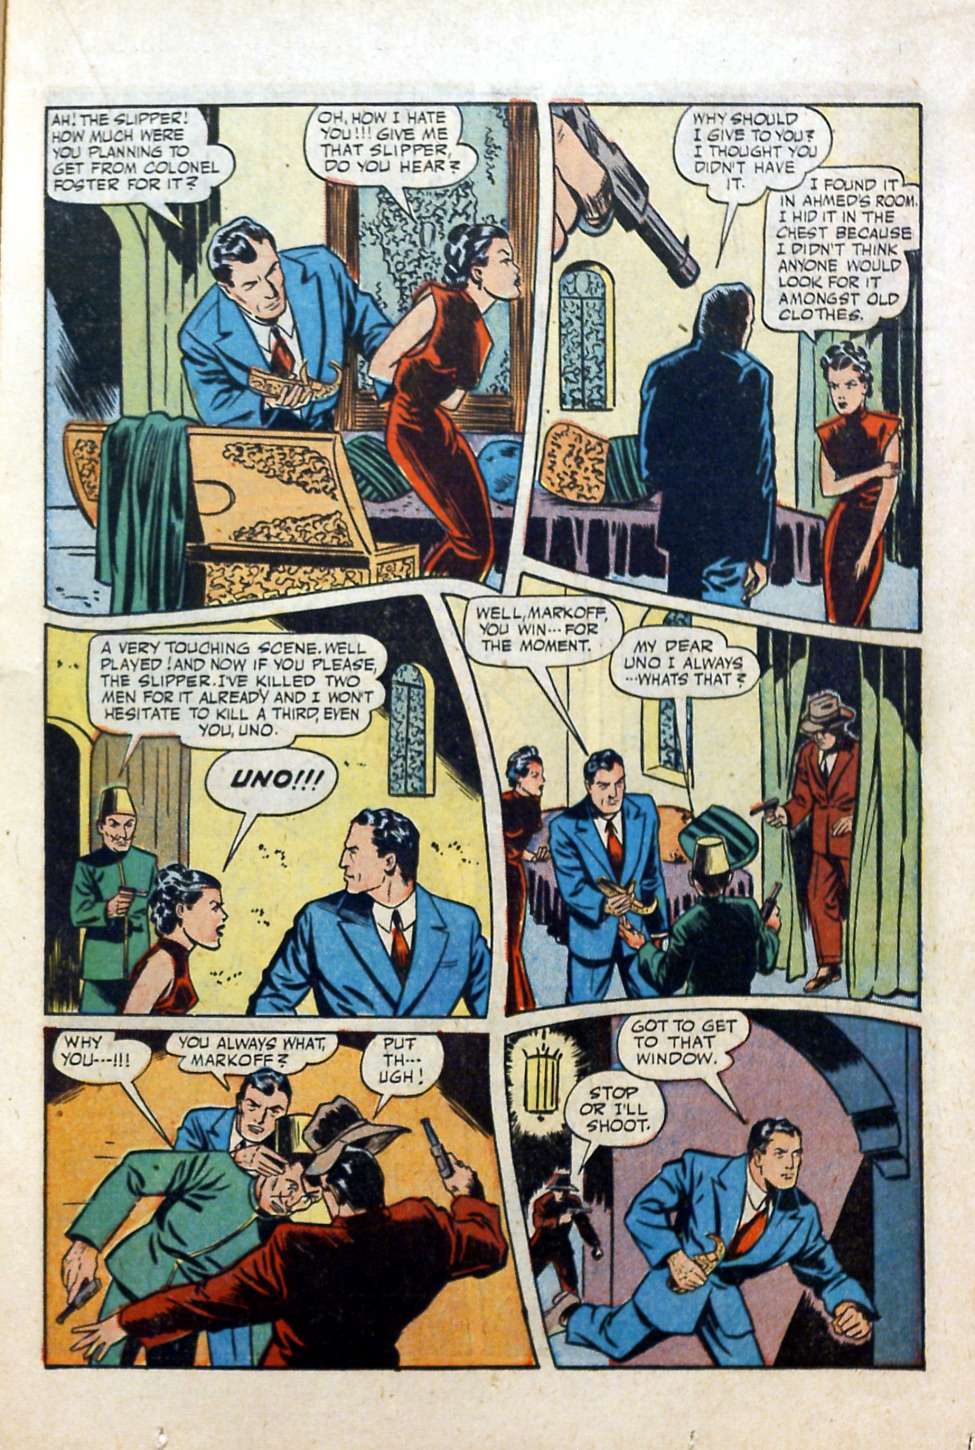 AH! THE SLIPPER!
HOW MUCH WERE
YOU PLANNING TO
GET FROM COLONEL
FOSTER FOR IT?
OH, HOW I HATE
YOU!!! GIVE ME
THAT SLIPPER,
DO YOU HEAR?
WHY SHOULD
I GIVE TO YOU?
I THOUGHT YOU
DIDN'T HAVE
IT.
I FOUND IT
IN AHMED'S ROOM.
I HID IT IN THE
CHEST BECAUSE
I DIDN'T THINK
ANYONE WOULD
LOOK FOR IT
AMONGST OLD
CLOTHES.
A VERY TOUCHING SCENE. WELL
PLAYED! AND NOW IF YOU PLEASE,
THE SLIPPER. I'VE KILLED TWO
MEN FOR IT ALREADY AND I WON'T
HESITATE TO KILL A THIRD, EVEN
YOU, UNO.
UNO!!!
WELL, MARKOFF,
YOU WIN---FOR
THE MOMENT.
MY DEAR
UNO I ALWAYS
---WHATS THAT?
WHY
YOU---!!!
YOU ALWAYS WHAT,
MARKOFF?
PUT
TH---
UGH!
GOT TO GET
TO THAT
WINDOW.
STOP
OR I'LL
SHOOT.